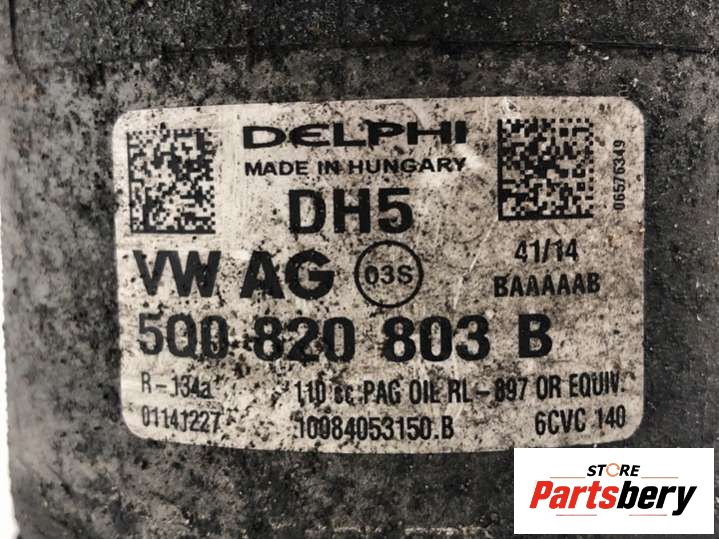 DELPHI
MADE IN HUNGARY
DH5
06576349
VW AG 03S
41/14
BAAAAAB
5Q0 820 803 B
R-134a 110 cc PAG OIL RL-897 OR EQUIV.
01141227 10984053150.B 6CVC 140
STORE
Partsbery